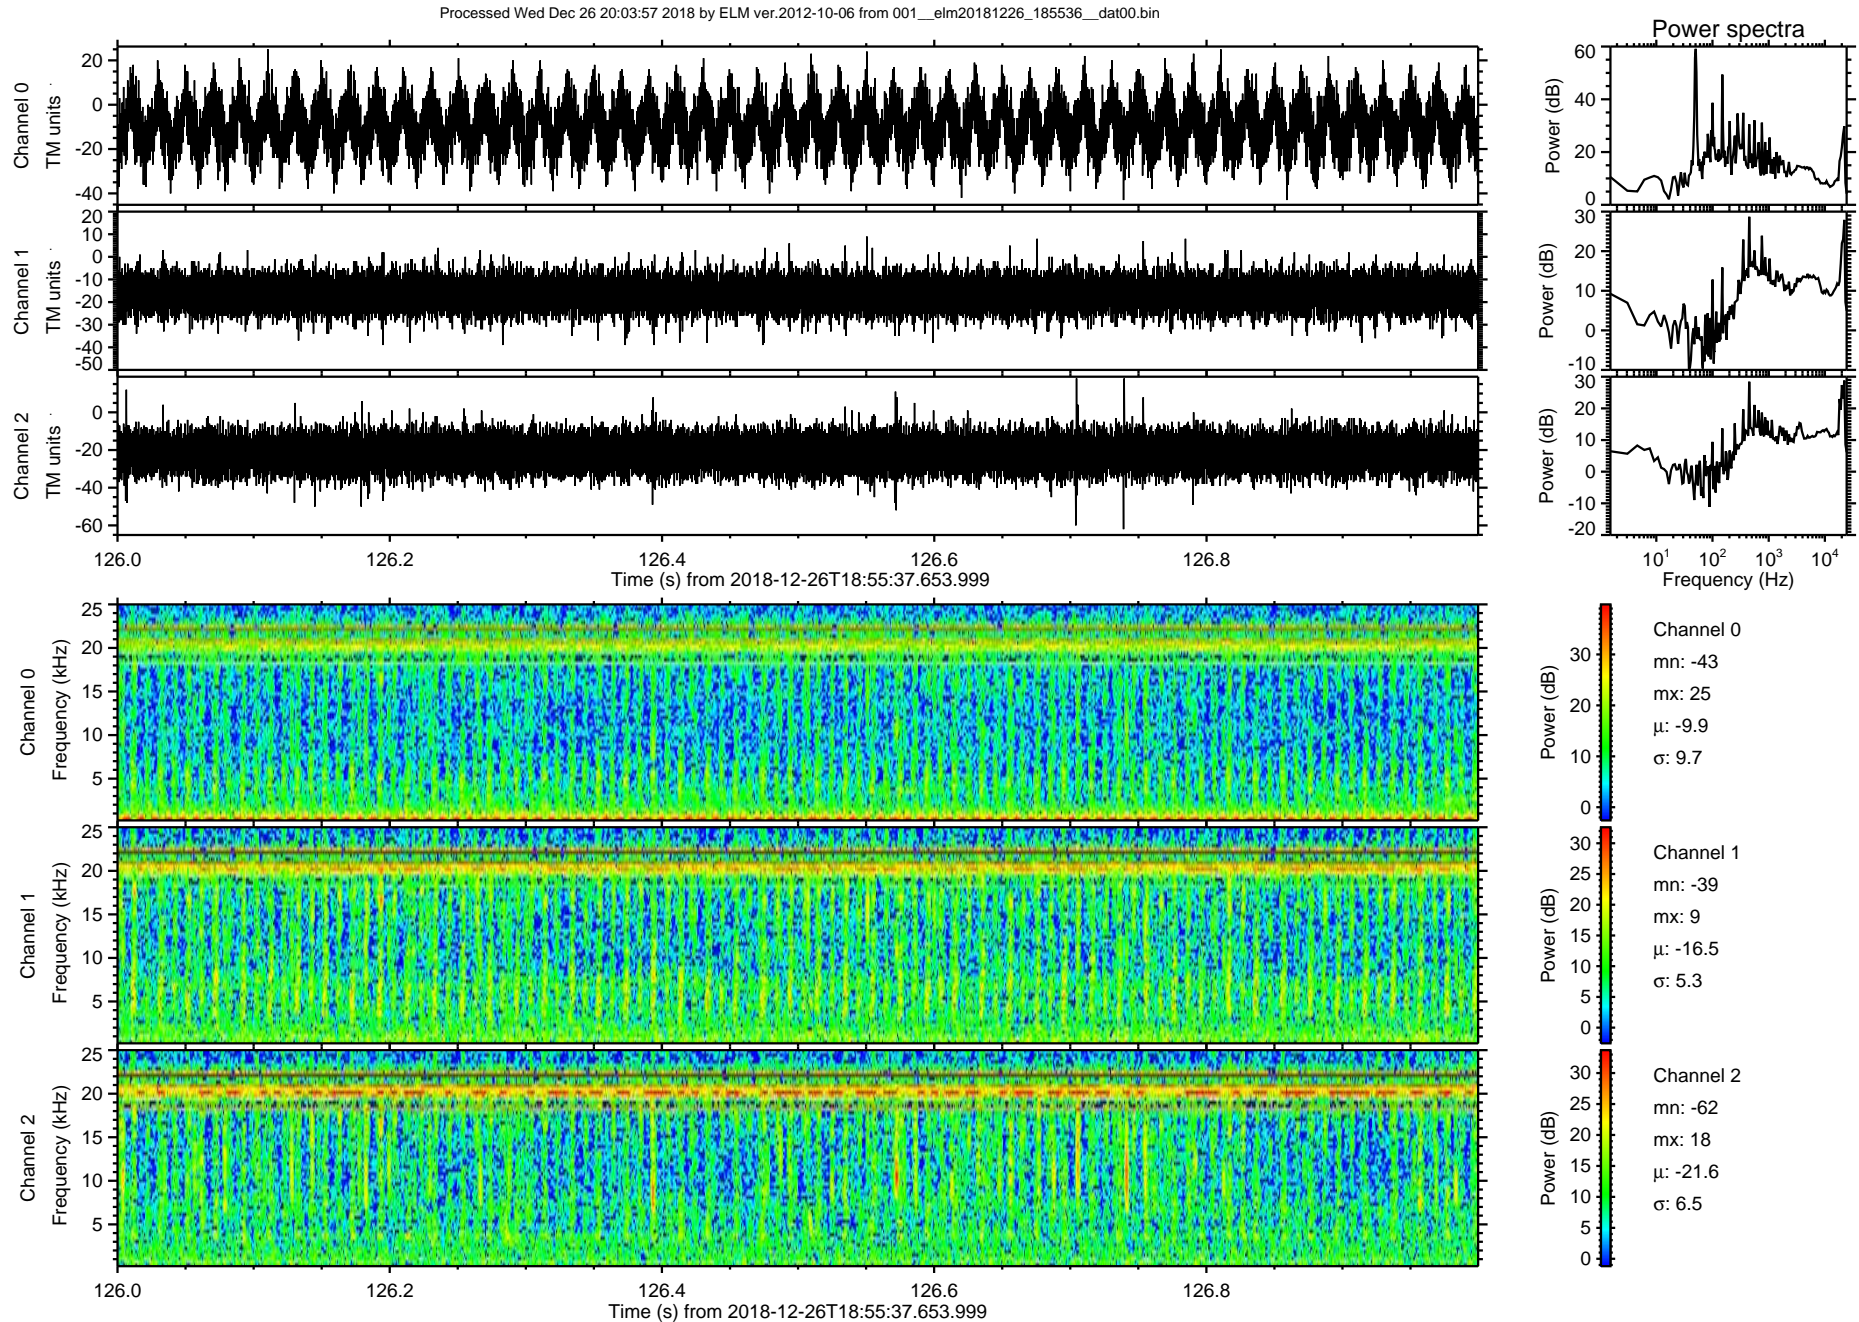 Processed Wed Dec 26 20:03:57 2018 by ELM ver.2012-10-06 from 001__elm20181226_185536__dat00.bin
Power spectra
Channel 0
TM units
20
0
-20
-40
Power (dB)
60
40
20
0
Channel 1
TM units
20
10
0
-10
-20
-30
-40
-50
Power (dB)
30
20
10
0
-10
Channel 2
TM units
0
-20
-40
-60
Power (dB)
30
20
10
0
-10
-20
126.0 126.2 126.4 126.6 126.8
Time (s) from 2018-12-26T18:55:37.653.999
10^1 10^2 10^3 10^4
Frequency (Hz)
Channel 0
Frequency (kHz)
25
20
15
10
5
Power (dB)
30
20
10
0
Channel 0
mn: -43
mx: 25
μ: -9.9
σ: 9.7
Channel 1
Frequency (kHz)
25
20
15
10
5
Power (dB)
30
25
20
15
10
5
0
Channel 1
mn: -39
mx: 9
μ: -16.5
σ: 5.3
Channel 2
Frequency (kHz)
25
20
15
10
5
Power (dB)
30
25
20
15
10
5
0
Channel 2
mn: -62
mx: 18
μ: -21.6
σ: 6.5
126.0 126.2 126.4 126.6 126.8
Time (s) from 2018-12-26T18:55:37.653.999